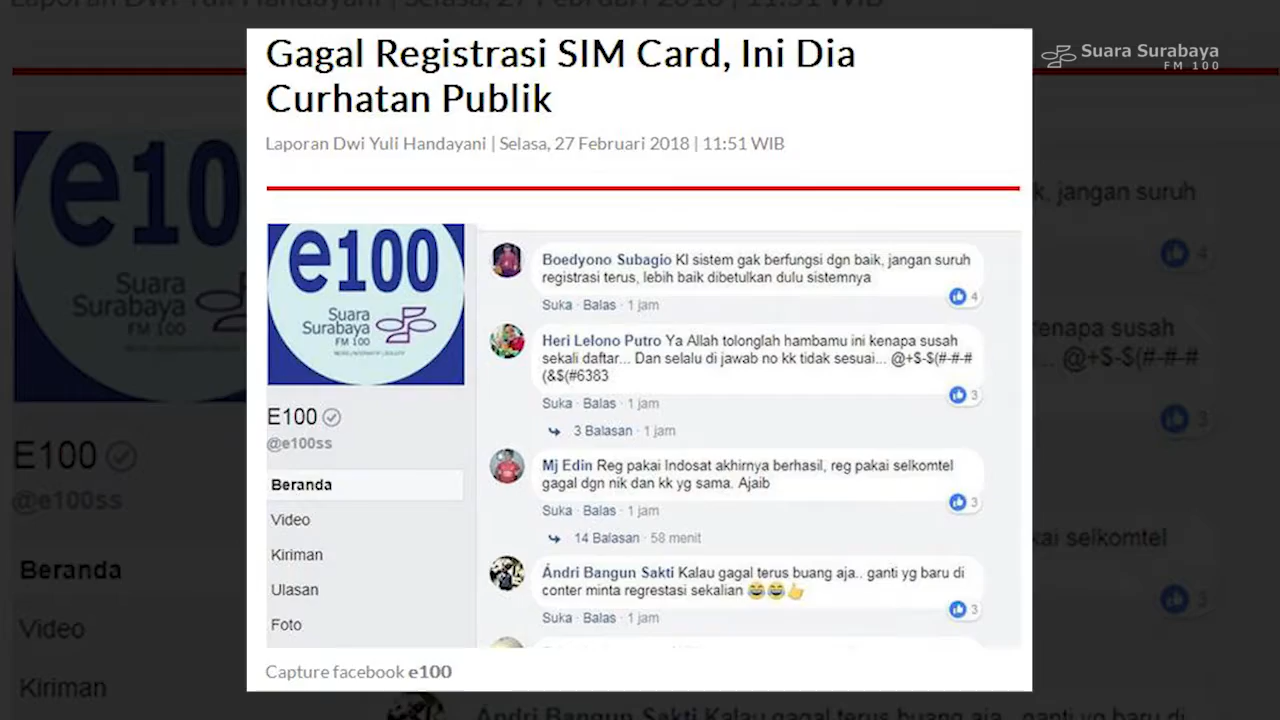 Suara Surabaya
FM 100
Gagal Registrasi SIM Card, Ini Dia
Curhatan Publik
Laporan Dwi Yuli Handayani | Selasa, 27 Februari 2018 | 11:51 WIB
e100
Suara
Surabaya
FM 100
E100
@e100ss
Beranda
Video
Kiriman
Ulasan
Foto
Boedyono Subagio Kl sistem gak berfungsi dgn baik, jangan suruh
registrasi terus, lebih baik dibetulkan dulu sistemnya
4
Suka · Balas · 1 jam
Heri Lelono Putro Ya Allah tolonglah hambamu ini kenapa susah
sekali daftar... Dan selalu di jawab no kk tidak sesuai... @+$-$(#-#-#
(&$(#6383
3
Suka · Balas · 1 jam
3 Balasan · 1 jam
Mj Edin Reg pakai Indosat akhirnya berhasil, reg pakai selkomtel
gagal dgn nik dan kk yg sama. Ajaib
3
Suka · Balas · 1 jam
14 Balasan · 58 menit
Ándri Bangun Sakti Kalau gagal terus buang aja.. ganti yg baru di
conter minta regrestasi sekalian 😂😂👍
3
Suka · Balas · 1 jam
Capture facebook e100